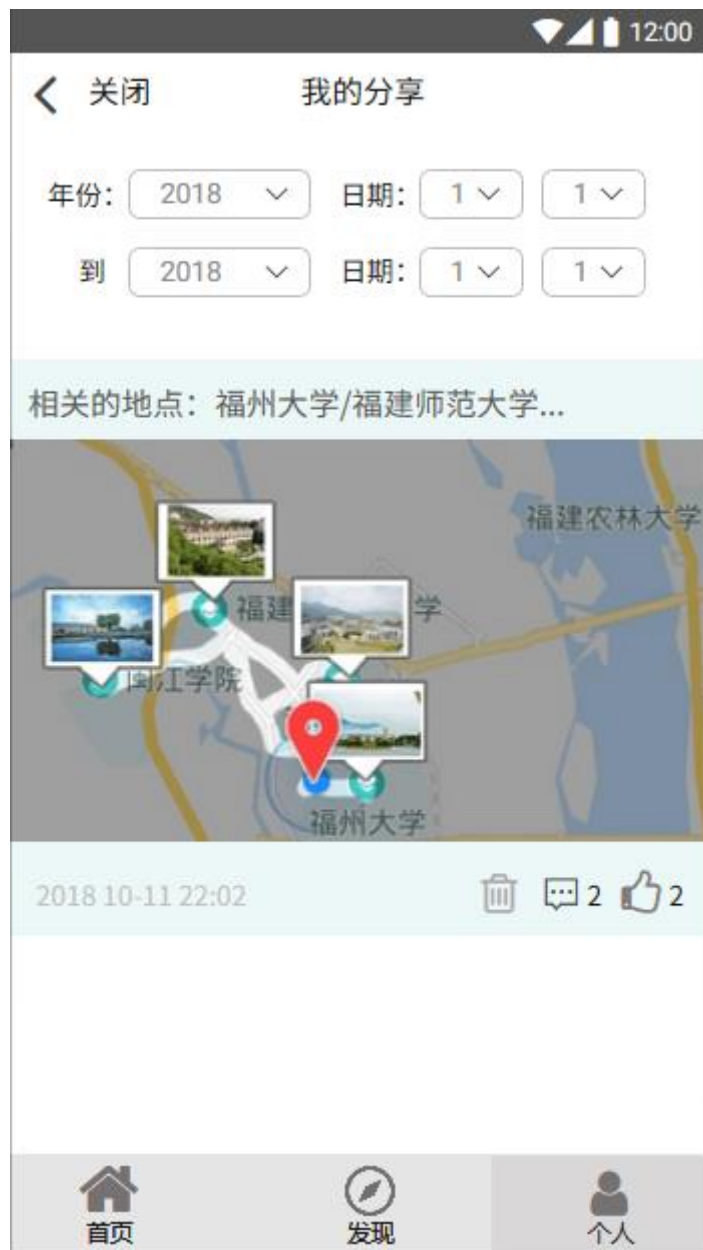 12:00
关闭 我的分享
年份： 2018 日期： 1 1
到 2018 日期： 1 1
相关的地点：福州大学/福建师范大学...
福建农林大学
福建 学
闽江学院
福州大学
2018 10-11 22:02 2 2
首页 发现 个人